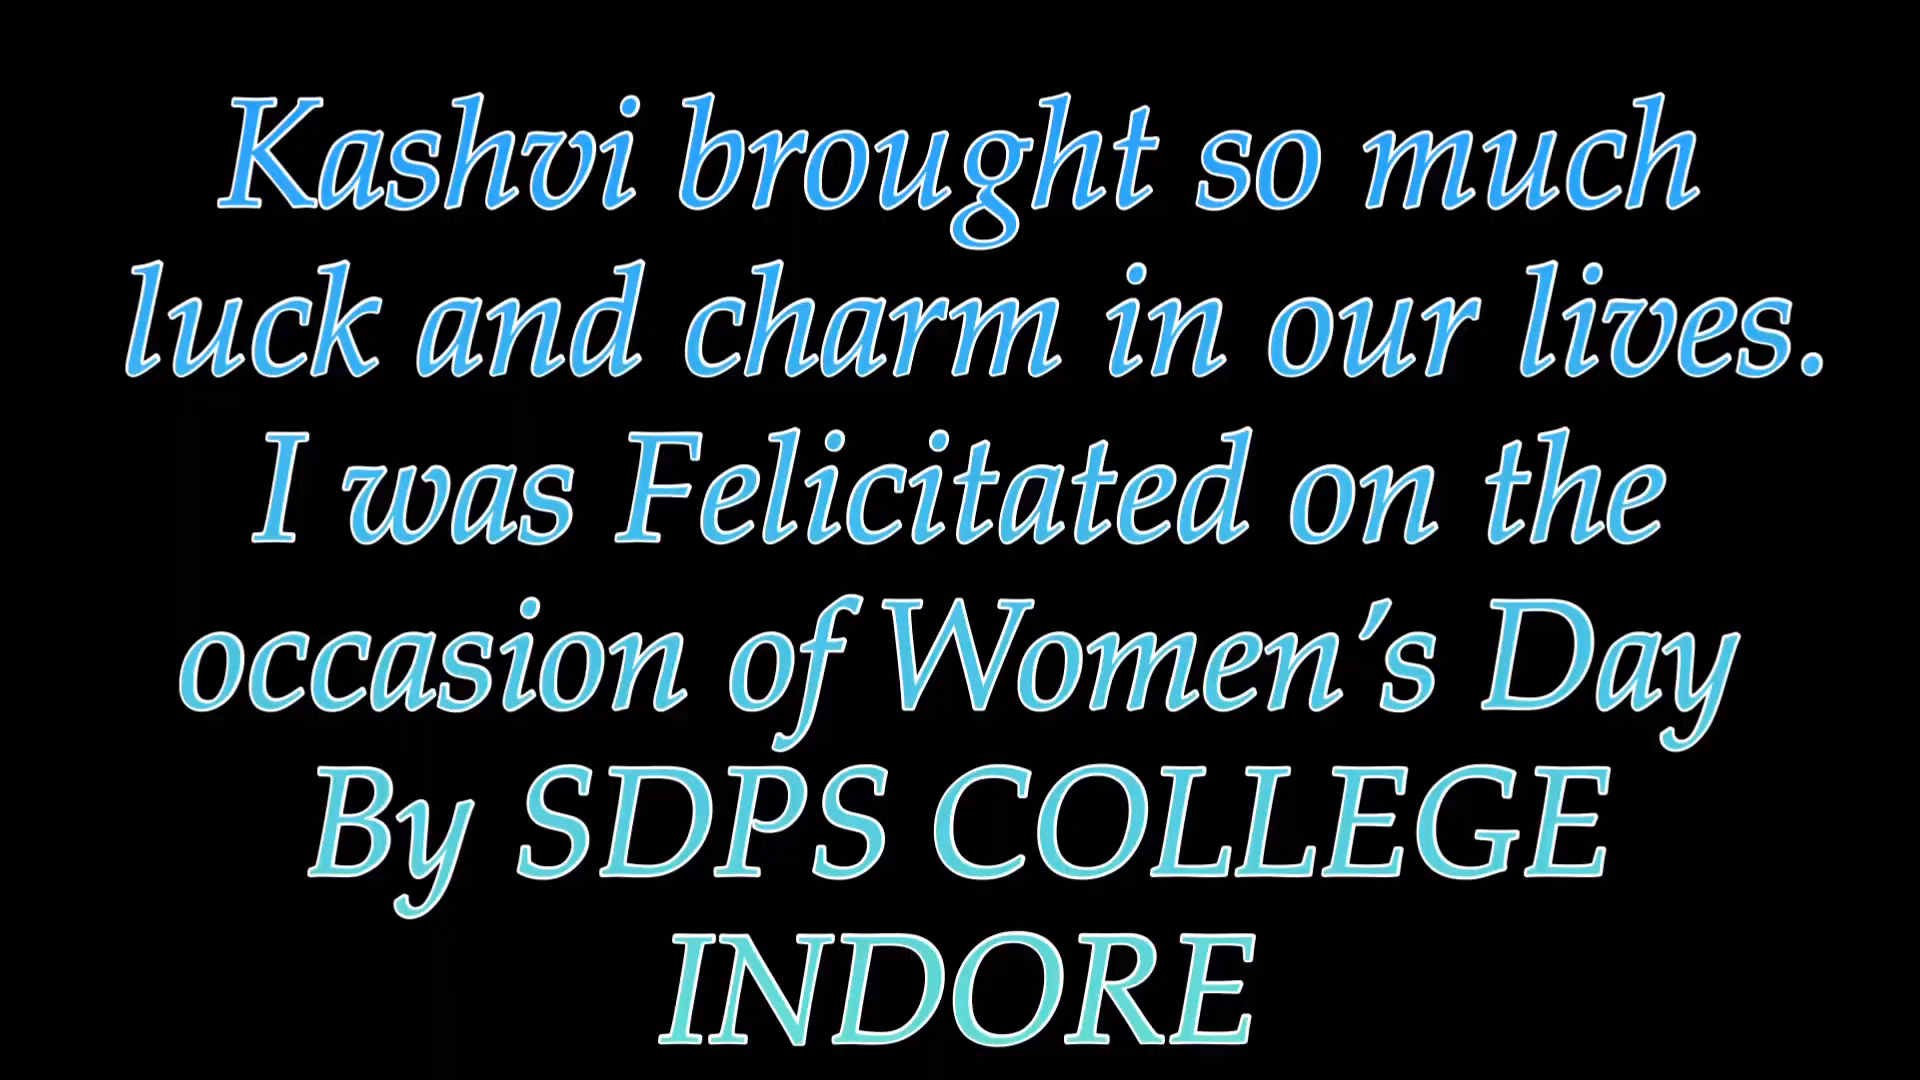 Kashvi brought so much
luck and charm in our lives.
I was Felicitated on the
occasion of Women’s Day
By SDPS COLLEGE
INDORE